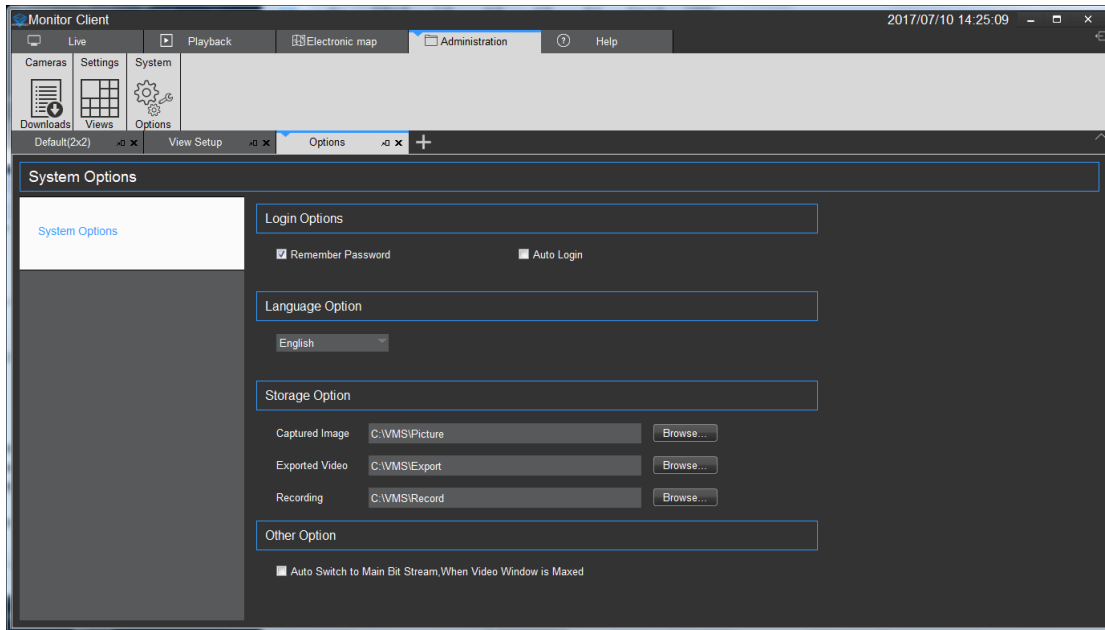 Monitor Client 2017/07/10 14:25:09
Live Playback Electronic map Administration Help
Cameras Settings System
Downloads Views Options
Default(2x2) View Setup Options
System Options
System Options
Login Options
Remember Password Auto Login
Language Option
English
Storage Option
Captured Image C:\VMS\Picture Browse...
Exported Video C:\VMS\Export Browse...
Recording C:\VMS\Record Browse...
Other Option
Auto Switch to Main Bit Stream,When Video Window is Maxed